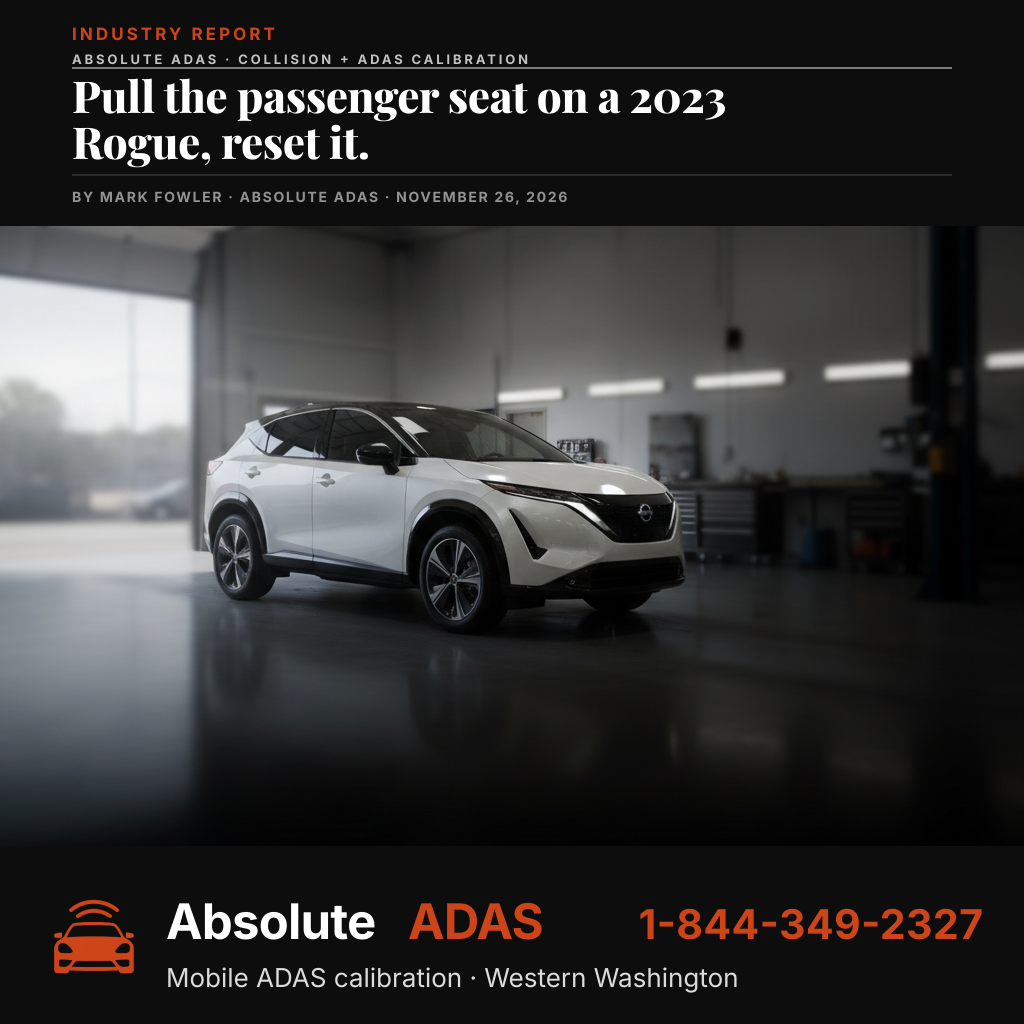 INDUSTRY REPORT
ABSOLUTE ADAS · COLLISION + ADAS CALIBRATION
Pull the passenger seat on a 2023
Rogue, reset it.
BY MARK FOWLER · ABSOLUTE ADAS · NOVEMBER 26, 2026
Absolute ADAS 1-844-349-2327
Mobile ADAS calibration · Western Washington